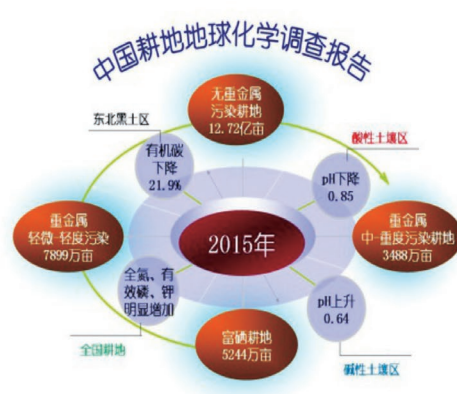 中国耕地地球化学调查报告
无重金属
污染耕地
12.72亿亩
东北黑土区
有机碳
下降
21.9%
酸性土壤区
pH下降
0.85
重金属
轻微-轻度污染
7899万亩
2015年
重金属
中-重度污染耕地
3488万亩
全氮、有
效磷、钾
明显增加
全国耕地
富硒耕地
5244万亩
pH上升
0.64
碱性土壤区